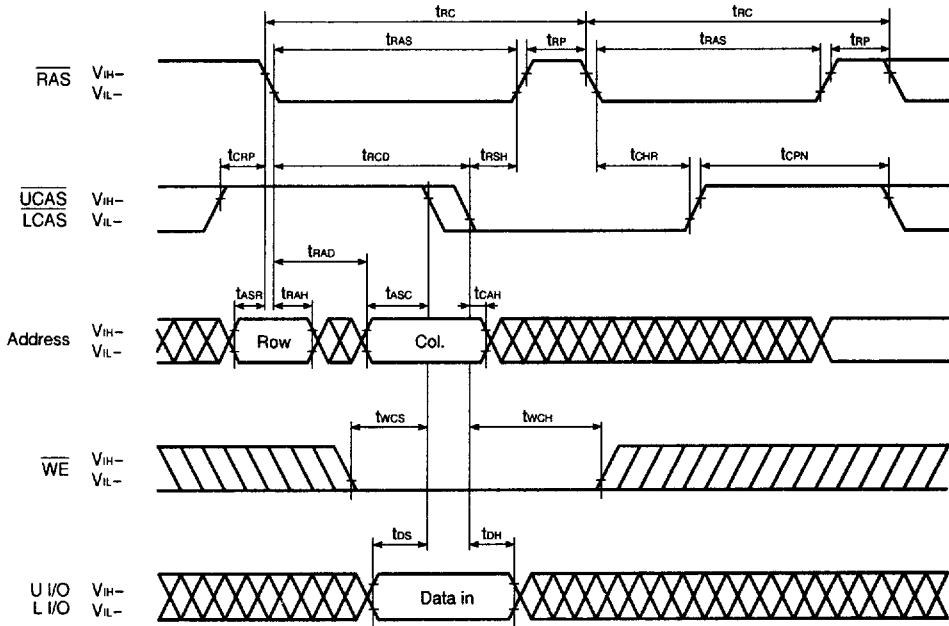 tRC tRC
tRAS tRP tRAS tRP
RAS VIH–
VIL–
tCRP tRCD tRSH tCHR tCPN
UCAS VIH–
LCAS VIL–
tRAD
tASR tRAH tASC tCAH
Address VIH–
VIL–
Row Col.
tWCS tWCH
WE VIH–
VIL–
tDS tDH
U I/O VIH–
L I/O VIL–
Data in